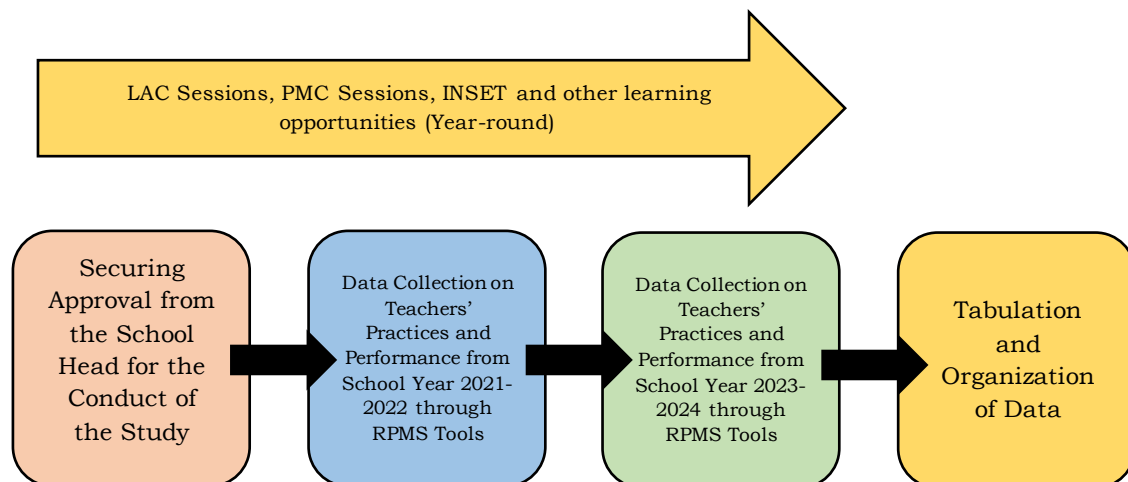 LAC Sessions, PMC Sessions, INSET and other learning
opportunities (Year-round)
Securing
Approval from
the School
Head for the
Conduct of
the Study
Data Collection on
Teachers’
Practices and
Performance from
School Year 2021-
2022 through
RPMS Tools
Data Collection on
Teachers’
Practices and
Performance from
School Year 2023-
2024 through
RPMS Tools
Tabulation
and
Organization
of Data